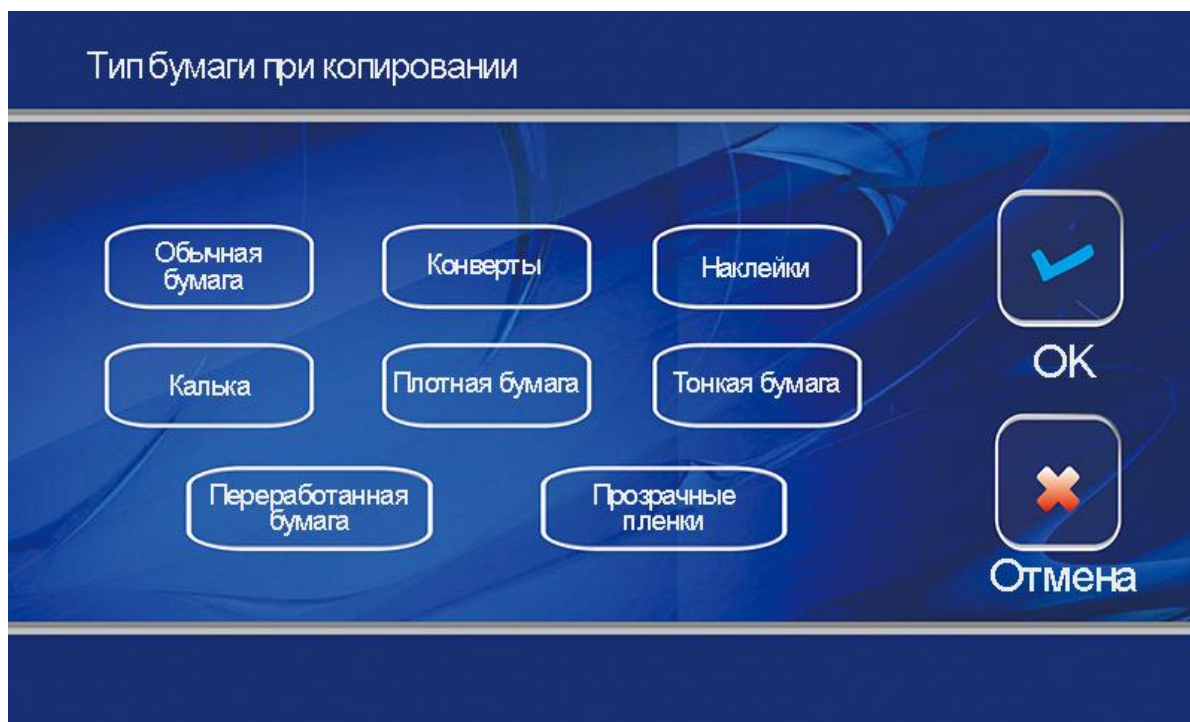 Тип бумаги при копировании
Обычная
бумага
Конверты
Наклейки
Калька
Плотная бумага
Тонкая бумага
Переработанная
бумага
Прозрачные
пленки
OK
Отмена